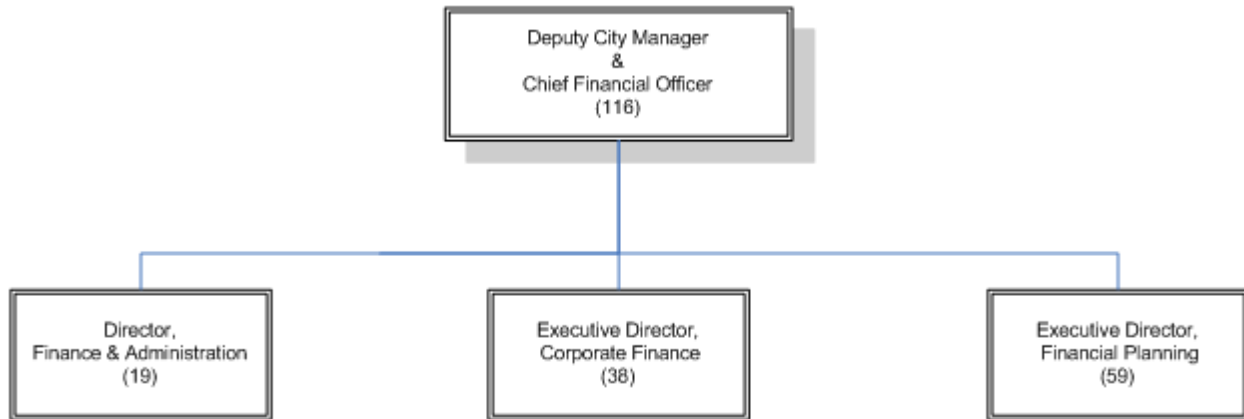 Deputy City Manager
&
Chief Financial Officer
(116)
Director,
Finance & Administration
(19)
Executive Director,
Corporate Finance
(38)
Executive Director,
Financial Planning
(59)